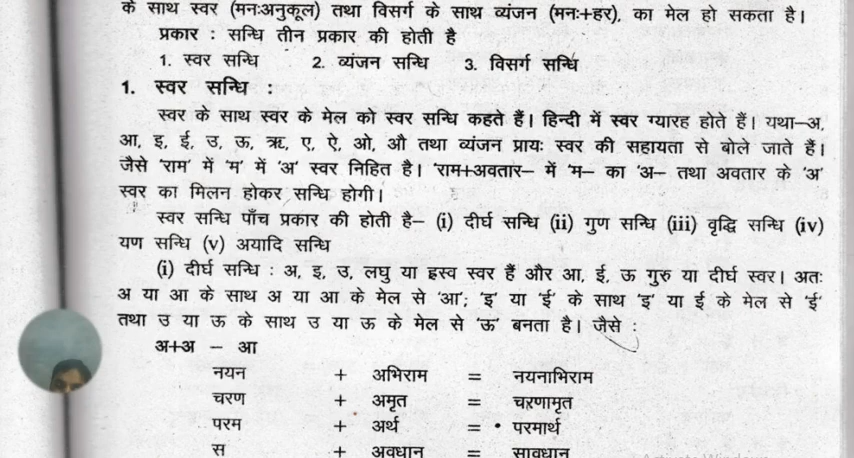 के साथ स्वर (मनःअनुकूल) तथा विसर्ग के साथ व्यंजन (मनः+हर), का मेल हो सकता है।
प्रकार : सन्धि तीन प्रकार की होती है
1. स्वर सन्धि 2. व्यंजन सन्धि 3. विसर्ग सन्धि
1. स्वर सन्धि :
स्वर के साथ स्वर के मेल को स्वर सन्धि कहते हैं। हिन्दी में स्वर ग्यारह होते हैं। यथा–अ,
आ, इ, ई, उ, ऊ, ऋ, ए, ऐ, ओ, औ तथा व्यंजन प्रायः स्वर की सहायता से बोले जाते हैं।
जैसे 'राम' में 'म' में 'अ' स्वर निहित है। 'राम+अवतार– में 'म– का 'अ– तथा अवतार के 'अ'
स्वर का मिलन होकर सन्धि होगी।
स्वर सन्धि पाँच प्रकार की होती है– (i) दीर्घ सन्धि (ii) गुण सन्धि (iii) वृद्धि सन्धि (iv)
यण सन्धि (v) अयादि सन्धि
(i) दीर्घ सन्धि : अ, इ, उ, लघु या ह्रस्व स्वर हैं और आ, ई, ऊ गुरु या दीर्घ स्वर। अतः
अ या आ के साथ अ या आ के मेल से 'आ'; 'इ' या 'ई' के साथ 'इ' या ई के मेल से 'ई'
तथा उ या ऊ के साथ उ या ऊ के मेल से 'ऊ' बनता है। जैसे :
अ+अ – आ
नयन + अभिराम = नयनाभिराम
चरण + अमृत = चरणामृत
परम + अर्थ = परमार्थ
स + अवधान = सावधान